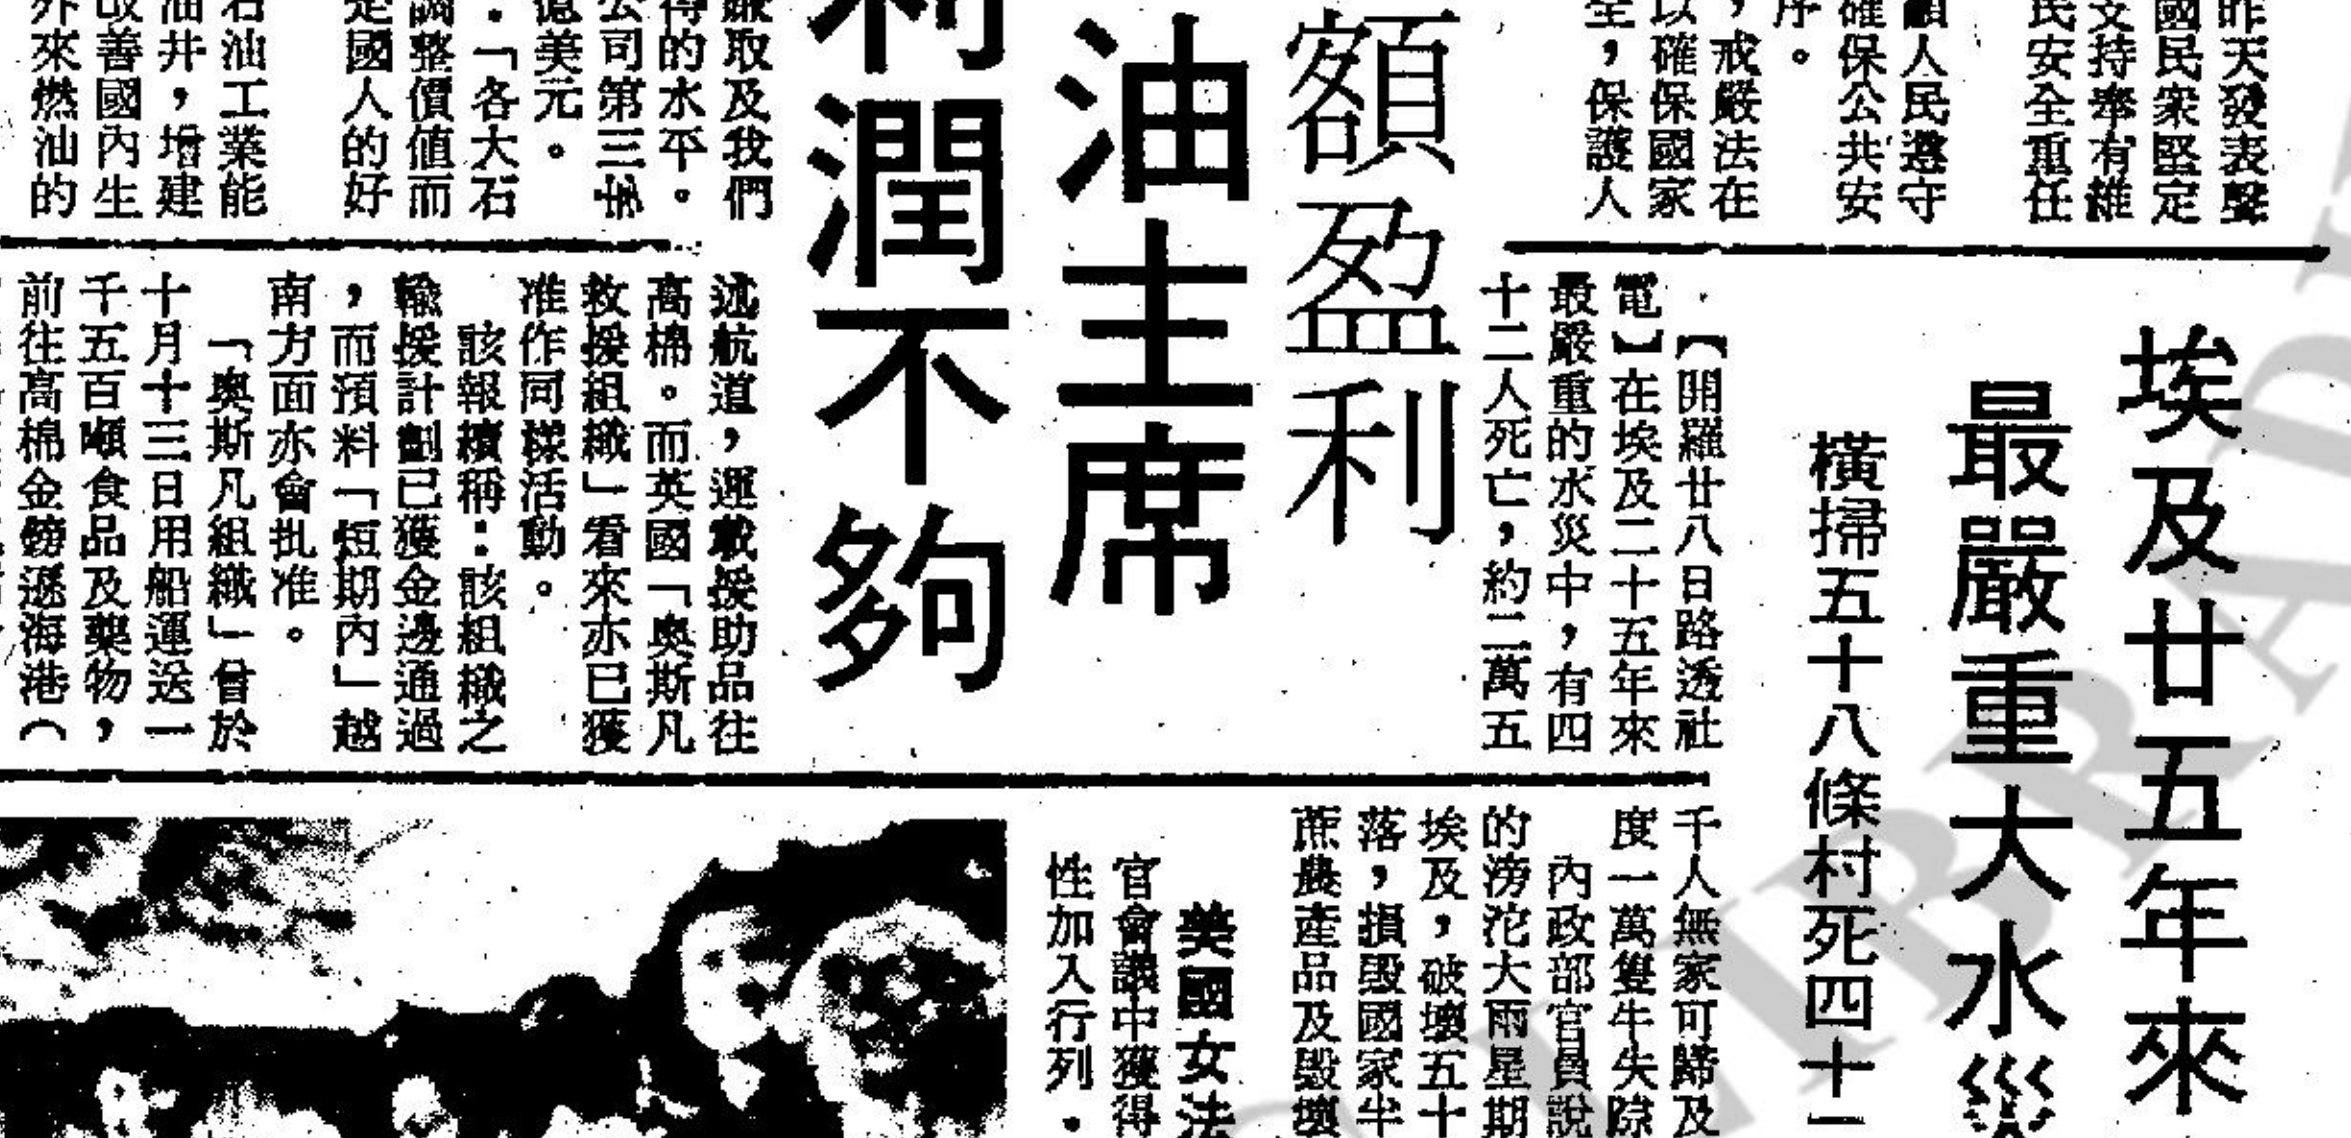 昨天發表聲
國民衆堅定
支持奉有維
民安全重任
顧人民遵守
確保公共安
序。
，戒嚴法在
以確保國家
全，保護人
埃及廿五年來
最嚴重大水災
橫掃五十八條村死四十二
【開羅廿八日路透社
電】在埃及二十五年來
最嚴重的水災中，有四
十二人死亡，約二萬五
千人無家可歸及
度一萬隻牛失踪
內政部官員說
的滂沱大雨星期
埃及，破壞五十
落，損毀國家半
蔗農產品及毀壞
額盈利
油主席
利潤不夠
賺取及我們
得的水平。
公司第三季
億美元。
．「各大石
調整價值而
是國人的好
石油工業能
油井，增建
改善國內生
外來燃油的
述航道，運載援助品往
高棉。而英國「奥斯凡
救援組織」看來亦已獲
准作同樣活動。
該報續稱：該組織之
輸援計劃已獲金邊通過
，而預料「短期內」越
南方面亦會批准。
「奥斯凡組織」曾於
十月十三日用船運送一
千五百噸食品及藥物，
前往高棉金磅遜海港（
美國女法
官會議中獲得
性加入行列．
LIBRARI